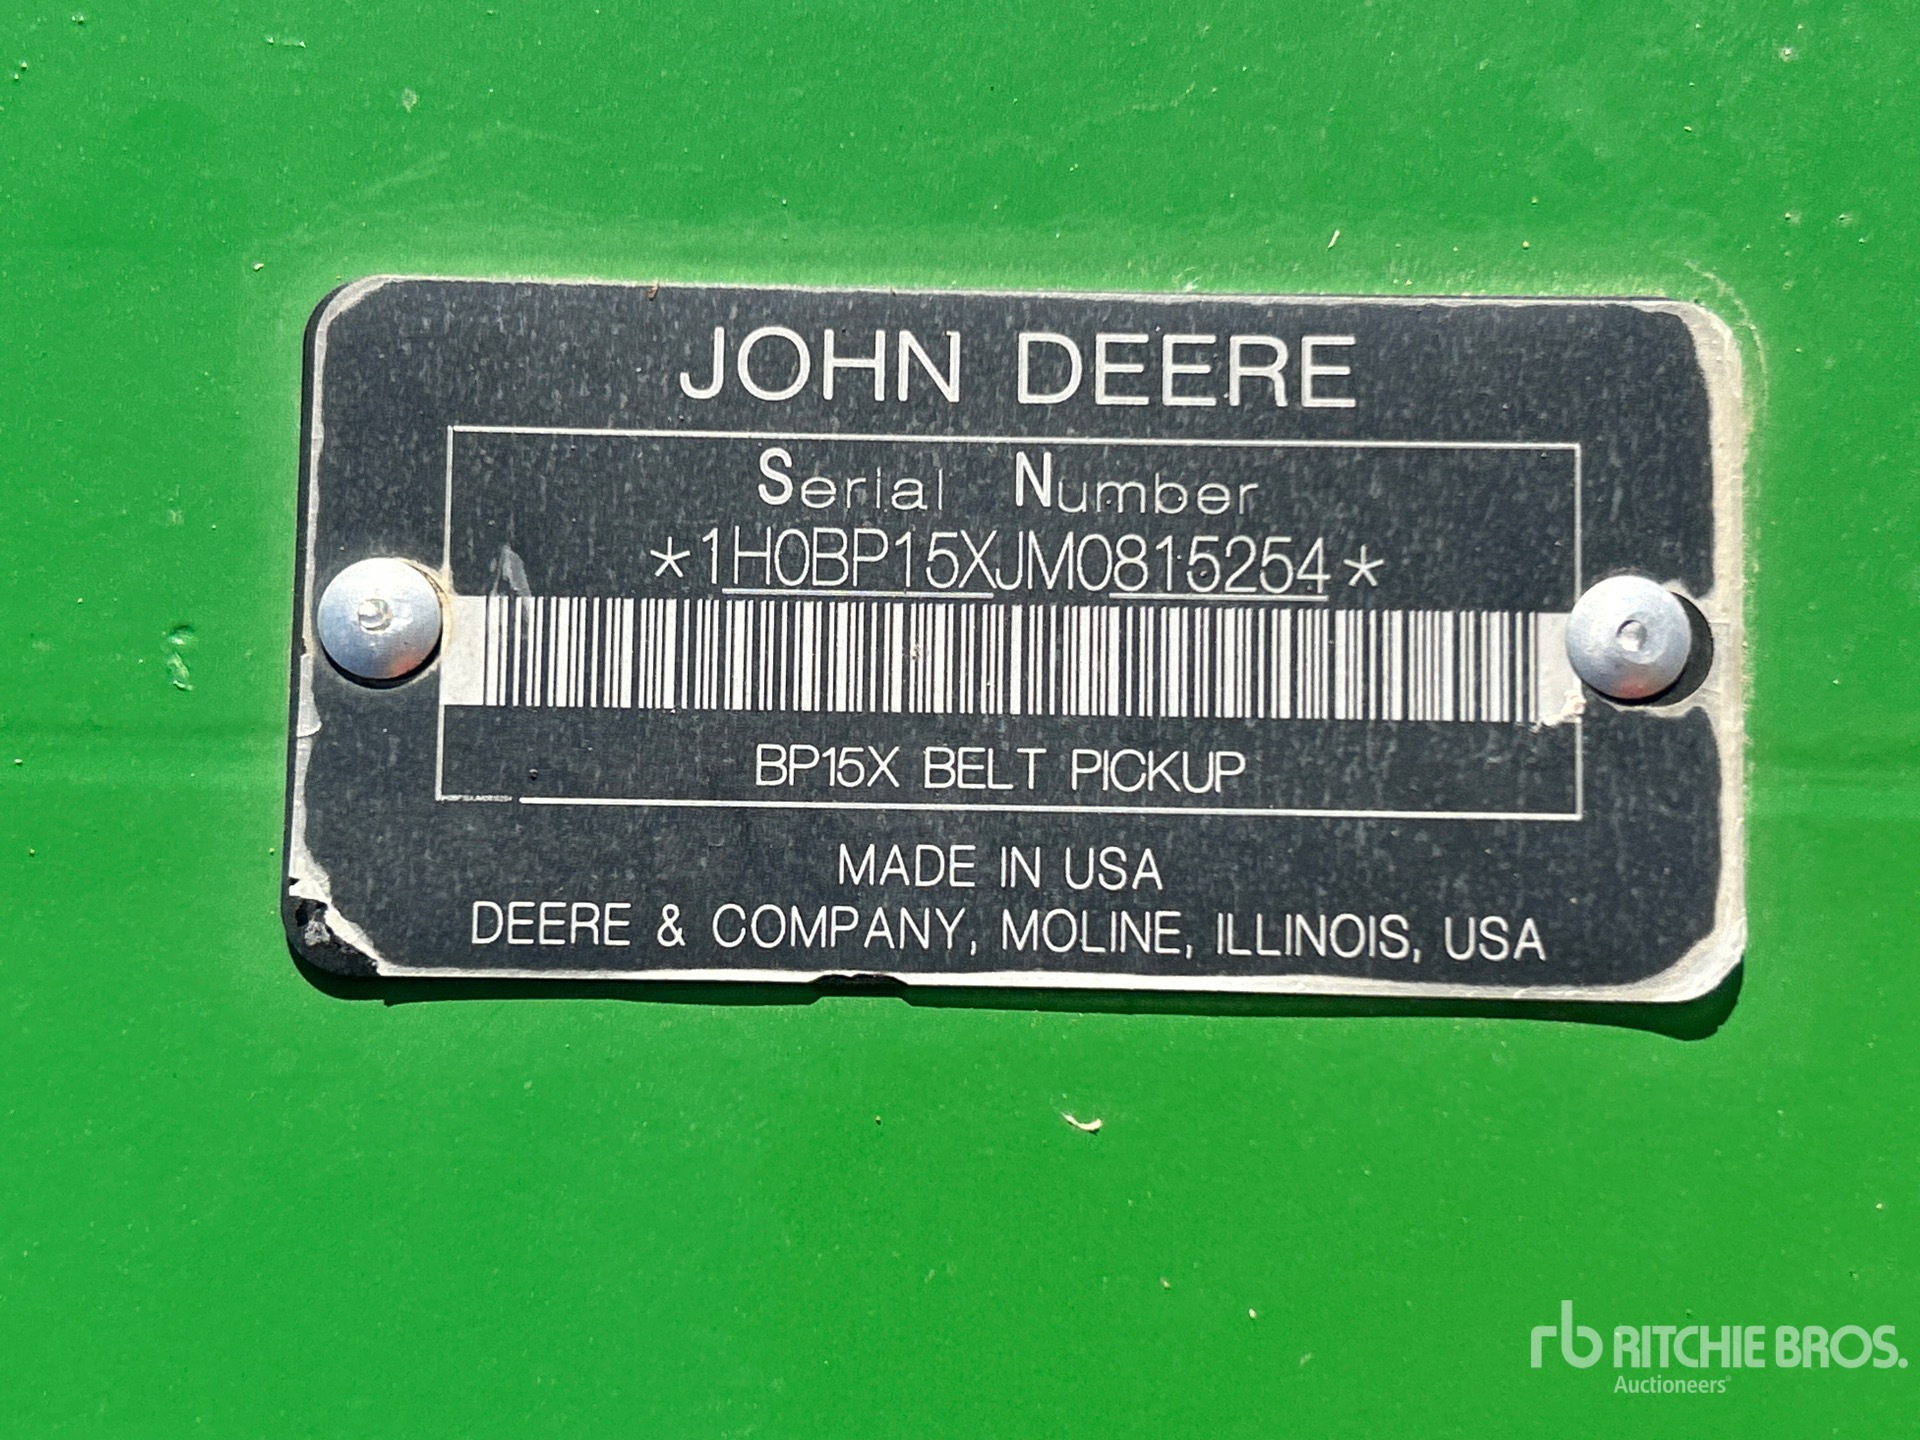 JOHN DEERE
Serial Number
*1H0BP15XJM0815254*
BP15X BELT PICKUP
MADE IN USA
DEERE & COMPANY, MOLINE, ILLINOIS, USA
rb RITCHIE BROS.
Auctioneers